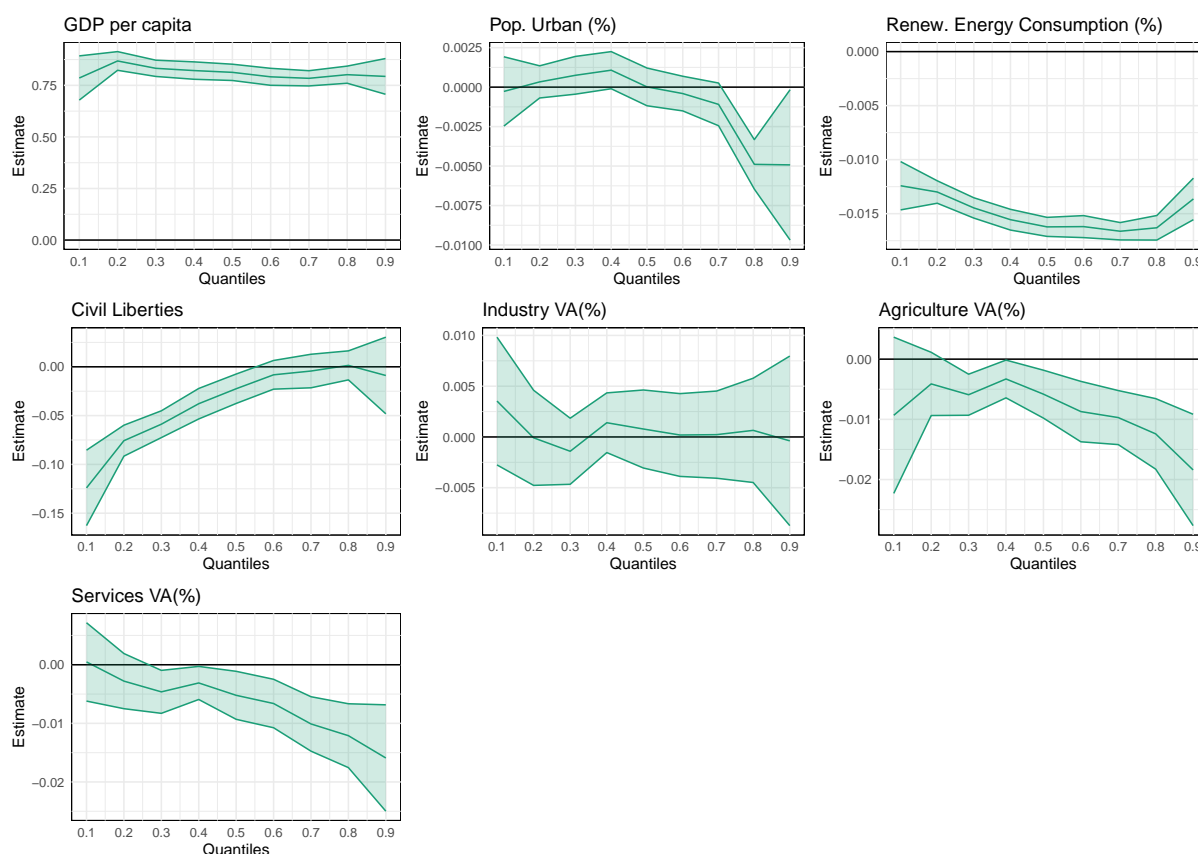 GDP per capita
Estimate
0.75
0.50
0.25
0.00
0.1 0.2 0.3 0.4 0.5 0.6 0.7 0.8 0.9
Quantiles
Pop. Urban (%)
Estimate
0.0025
0.0000
−0.0025
−0.0050
−0.0075
−0.0100
0.1 0.2 0.3 0.4 0.5 0.6 0.7 0.8 0.9
Quantiles
Renew. Energy Consumption (%)
Estimate
0.000
−0.005
−0.010
−0.015
0.1 0.2 0.3 0.4 0.5 0.6 0.7 0.8 0.9
Quantiles
Civil Liberties
Estimate
0.00
−0.05
−0.10
−0.15
0.1 0.2 0.3 0.4 0.5 0.6 0.7 0.8 0.9
Quantiles
Industry VA(%)
Estimate
0.010
0.005
0.000
−0.005
0.1 0.2 0.3 0.4 0.5 0.6 0.7 0.8 0.9
Quantiles
Agriculture VA(%)
Estimate
0.00
−0.01
−0.02
0.1 0.2 0.3 0.4 0.5 0.6 0.7 0.8 0.9
Quantiles
Services VA(%)
Estimate
0.00
−0.01
−0.02
0.1 0.2 0.3 0.4 0.5 0.6 0.7 0.8 0.9
Quantiles